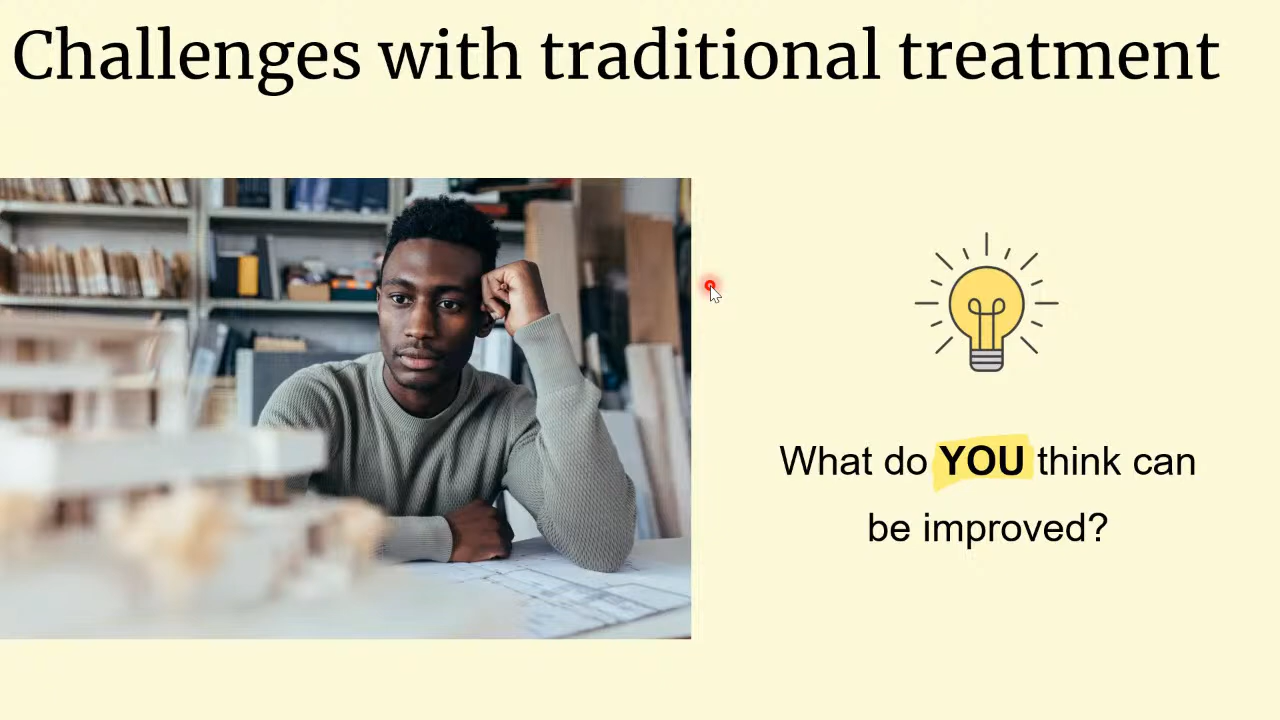 Challenges with traditional treatment
What do YOU think can
be improved?